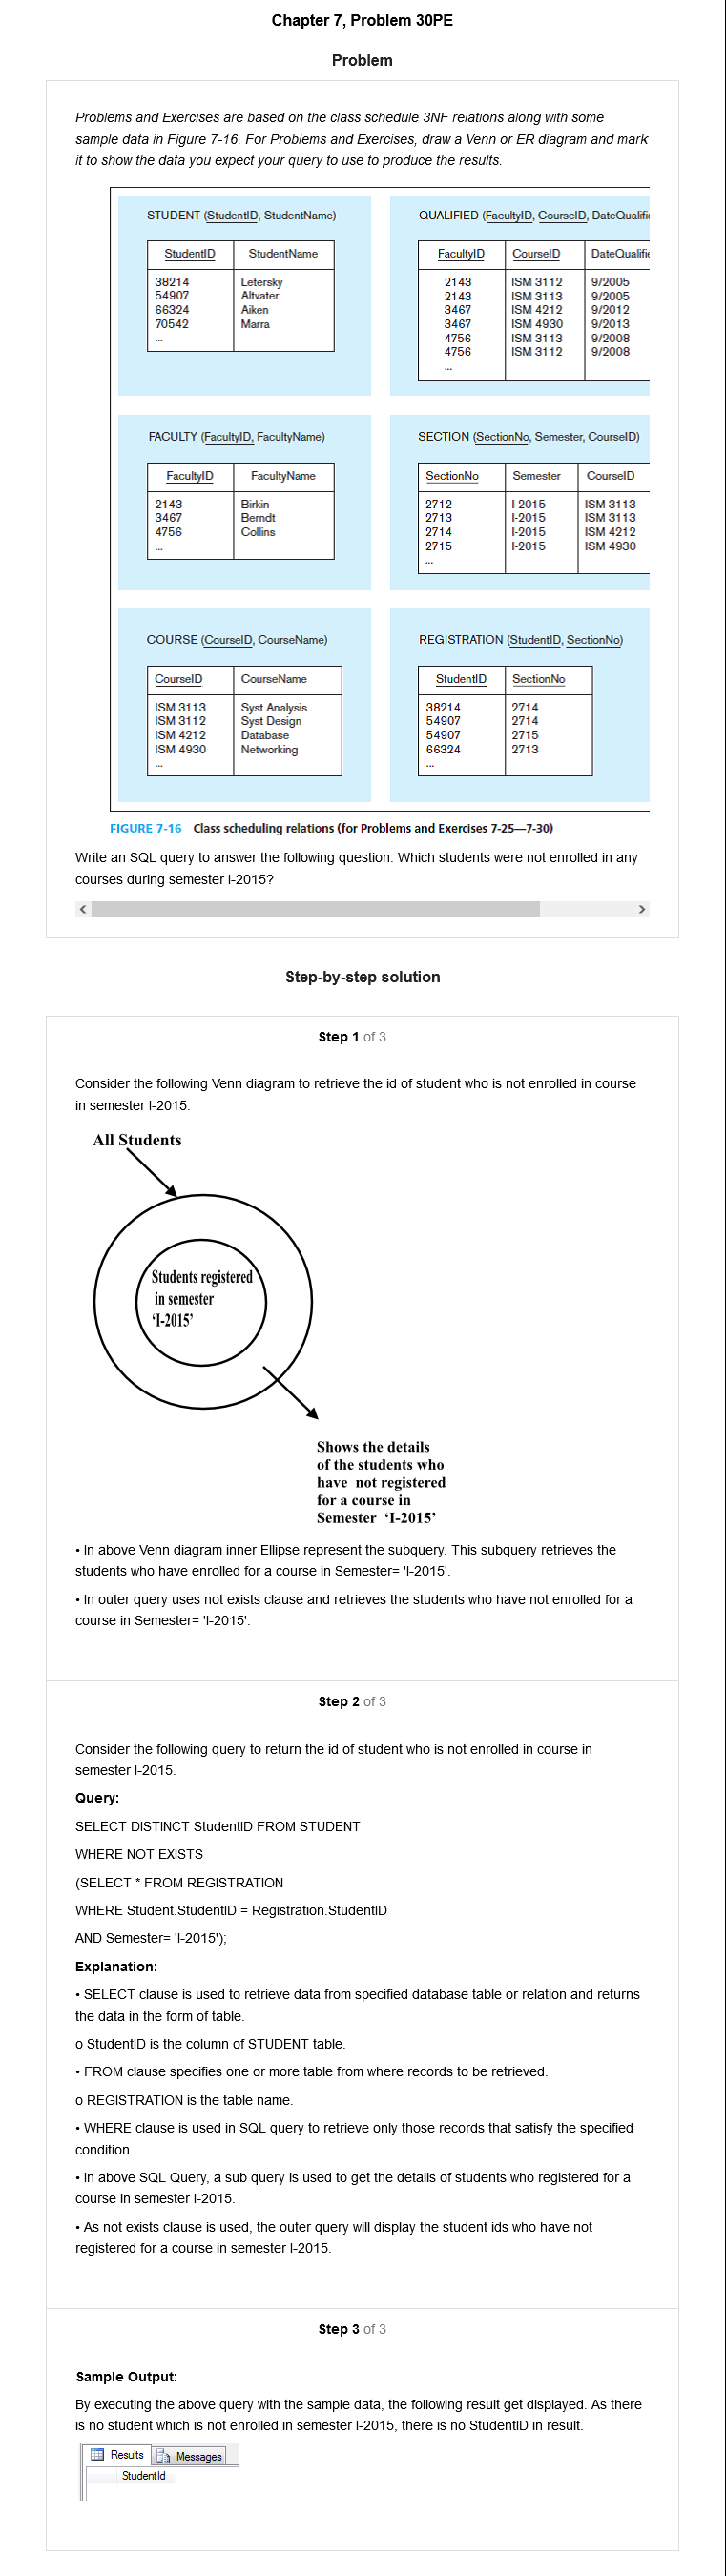 Chapter 7, Problem 30PE
Problem
Problems and Exercises are based on the class schedule 3NF relations along with some
sample data in Figure 7-16. For Problems and Exercises, draw a Venn or ER diagram and mark
it to show the data you expect your query to use to produce the results.
STUDENT (StudentID, StudentName)
StudentID StudentName
38214 Letersky
54907 Altvater
66324 Aiken
70542 Marra
...
QUALIFIED (FacultyID, CourseID, DateQualifie
FacultyID CourseID DateQualifie
2143 ISM 3112 9/2005
2143 ISM 3113 9/2005
3467 ISM 4212 9/2012
3467 ISM 4930 9/2013
4756 ISM 3113 9/2008
4756 ISM 3112 9/2008
...
FACULTY (FacultyID, FacultyName)
FacultyID FacultyName
2143 Birkin
3467 Berndt
4756 Collins
...
SECTION (SectionNo, Semester, CourseID)
SectionNo Semester CourseID
2712 I-2015 ISM 3113
2713 I-2015 ISM 3113
2714 I-2015 ISM 4212
2715 I-2015 ISM 4930
...
COURSE (CourseID, CourseName)
CourseID CourseName
ISM 3113 Syst Analysis
ISM 3112 Syst Design
ISM 4212 Database
ISM 4930 Networking
...
REGISTRATION (StudentID, SectionNo)
StudentID SectionNo
38214 2714
54907 2714
54907 2715
66324 2713
...
FIGURE 7-16 Class scheduling relations (for Problems and Exercises 7-25—7-30)
Write an SQL query to answer the following question: Which students were not enrolled in any
courses during semester I-2015?
Step-by-step solution
Step 1 of 3
Consider the following Venn diagram to retrieve the id of student who is not enrolled in course
in semester I-2015.
All Students
Students registered
in semester
‘I-2015’
Shows the details
of the students who
have not registered
for a course in
Semester ‘I-2015’
• In above Venn diagram inner Ellipse represent the subquery. This subquery retrieves the
students who have enrolled for a course in Semester= 'I-2015'.
• In outer query uses not exists clause and retrieves the students who have not enrolled for a
course in Semester= 'I-2015'.
Step 2 of 3
Consider the following query to return the id of student who is not enrolled in course in
semester I-2015.
Query:
SELECT DISTINCT StudentID FROM STUDENT
WHERE NOT EXISTS
(SELECT * FROM REGISTRATION
WHERE Student.StudentID = Registration.StudentID
AND Semester= 'I-2015');
Explanation:
• SELECT clause is used to retrieve data from specified database table or relation and returns
the data in the form of table.
o StudentID is the column of STUDENT table.
• FROM clause specifies one or more table from where records to be retrieved.
o REGISTRATION is the table name.
• WHERE clause is used in SQL query to retrieve only those records that satisfy the specified
condition.
• In above SQL Query, a sub query is used to get the details of students who registered for a
course in semester I-2015.
• As not exists clause is used, the outer query will display the student ids who have not
registered for a course in semester I-2015.
Step 3 of 3
Sample Output:
By executing the above query with the sample data, the following result get displayed. As there
is no student which is not enrolled in semester I-2015, there is no StudentID in result.
Results Messages
StudentId